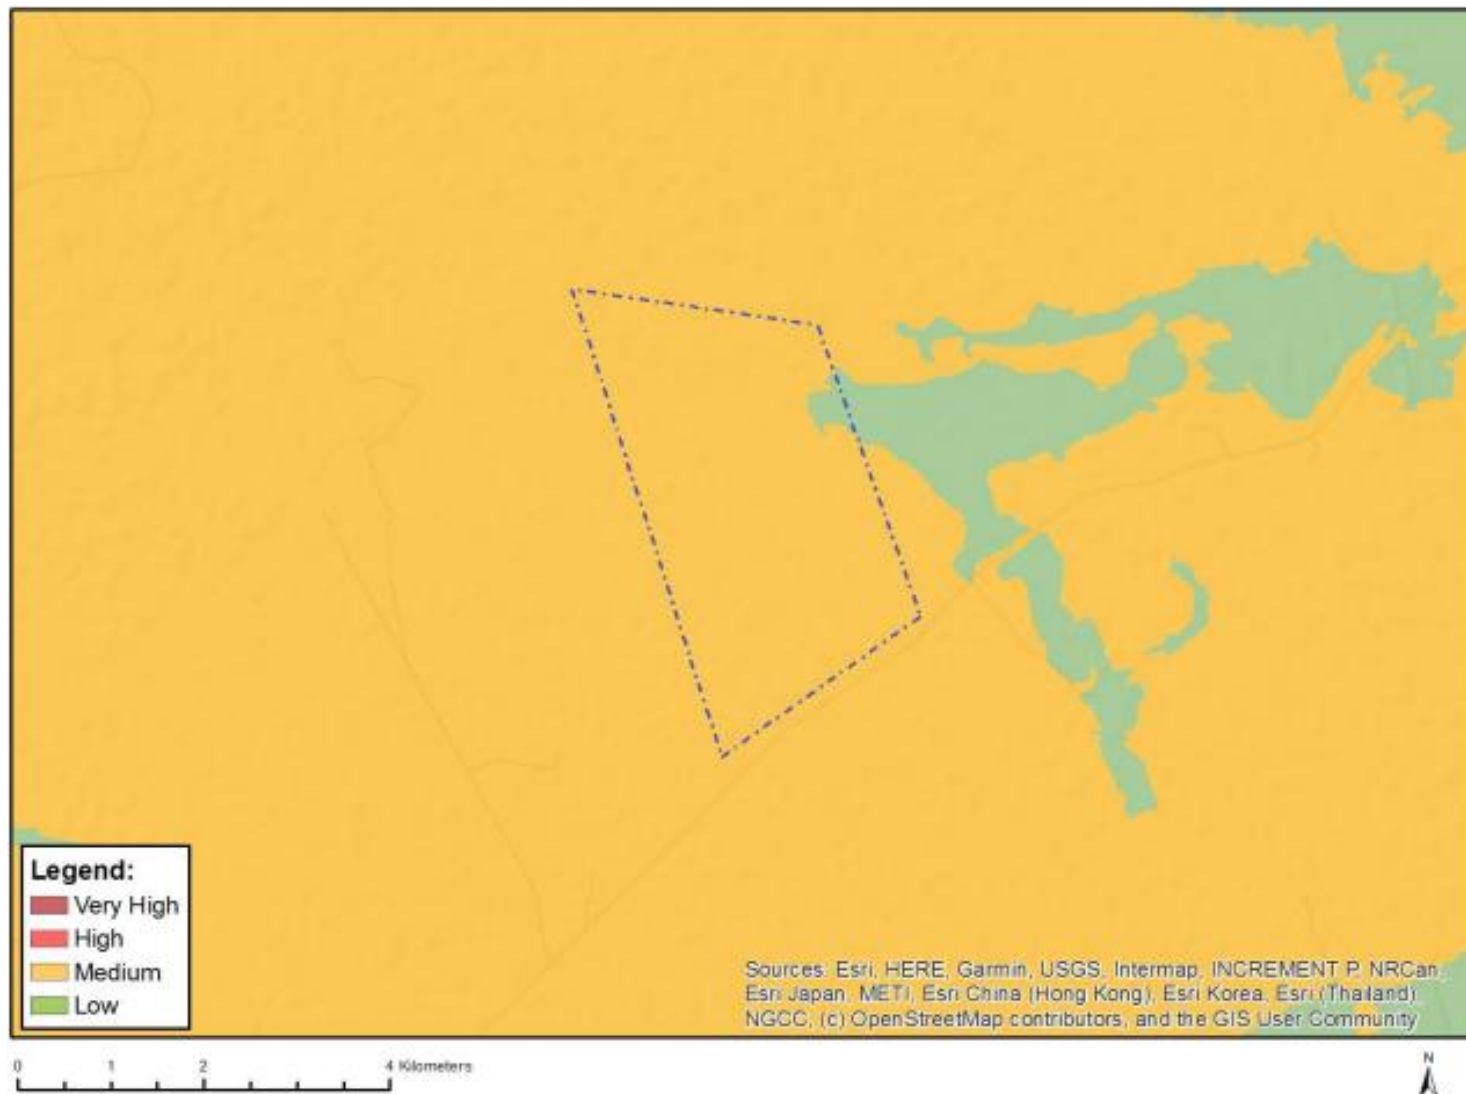 Legend:
Very High
High
Medium
Low
Sources: Esri, HERE, Garmin, USGS, Intermap, INCREMENT P, NRCan,
Esri Japan, METI, Esri China (Hong Kong), Esri Korea, Esri (Thailand),
NGCC, (c) OpenStreetMap contributors, and the GIS User Community
0 1 2 4 Kilometers
N